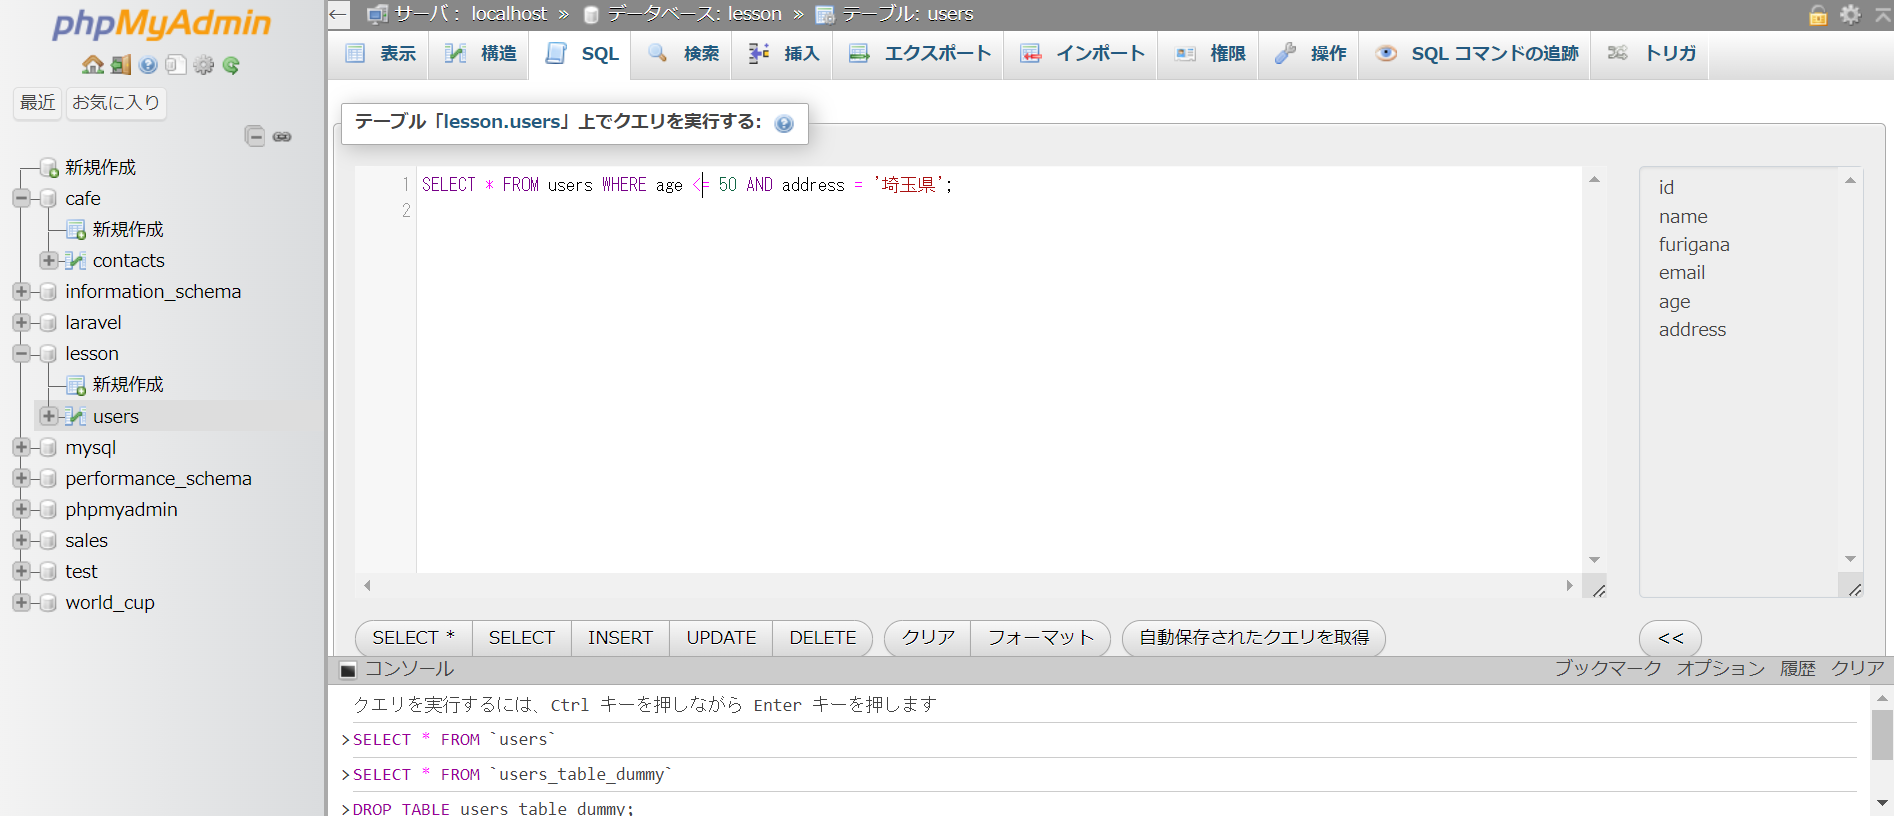 phpMyAdmin
最近 お気に入り
新規作成
cafe
新規作成
contacts
information_schema
laravel
lesson
新規作成
users
mysql
performance_schema
phpmyadmin
sales
test
world_cup
← サーバ: localhost » データベース: lesson » テーブル: users
表示 構造 SQL 検索 挿入 エクスポート インポート 権限 操作 SQL コマンドの追跡 トリガ
テーブル「lesson.users」上でクエリを実行する:
1 SELECT * FROM users WHERE age <= 50 AND address = '埼玉県';
2
id
name
furigana
email
age
address
SELECT * SELECT INSERT UPDATE DELETE クリア フォーマット 自動保存されたクエリを取得 <<
コンソール ブックマーク オプション 履歴 クリア
クエリを実行するには、Ctrl キーを押しながら Enter キーを押します
>SELECT * FROM `users`
>SELECT * FROM `users_table_dummy`
>DROP TABLE users_table_dummy;